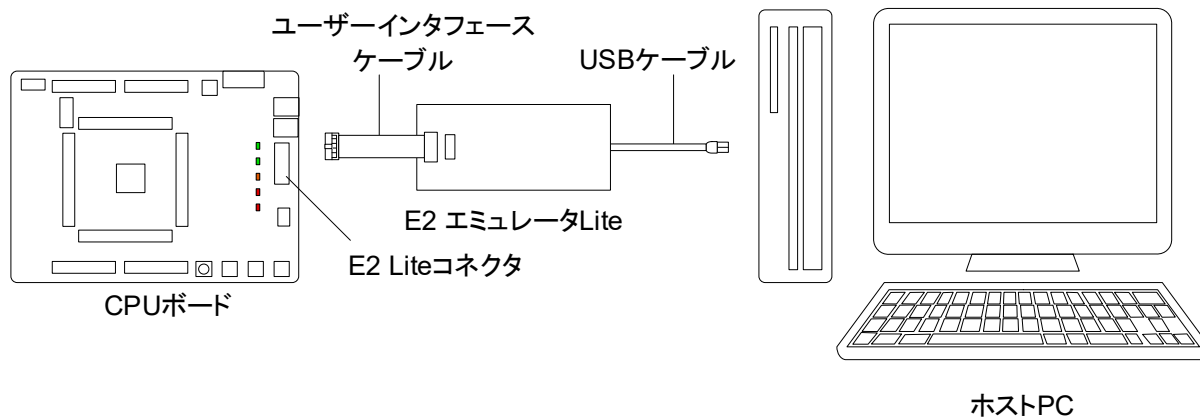 ユーザーインタフェース
ケーブル
USBケーブル
E2 エミュレータLite
E2 Liteコネクタ
CPUボード
ホストPC